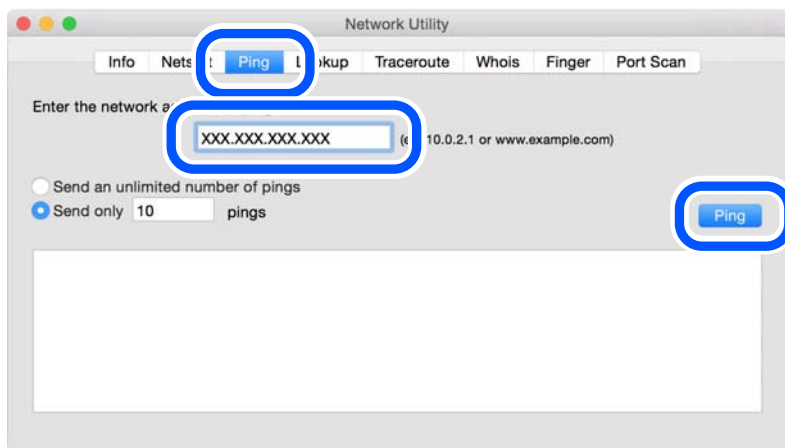 Network Utility
Info Ping Traceroute Whois Finger Port Scan
Enter the network
XXX.XXX.XXX.XXX 10.0.2.1 or www.example.com)
Send an unlimited number of pings
Send only 10 pings
Ping